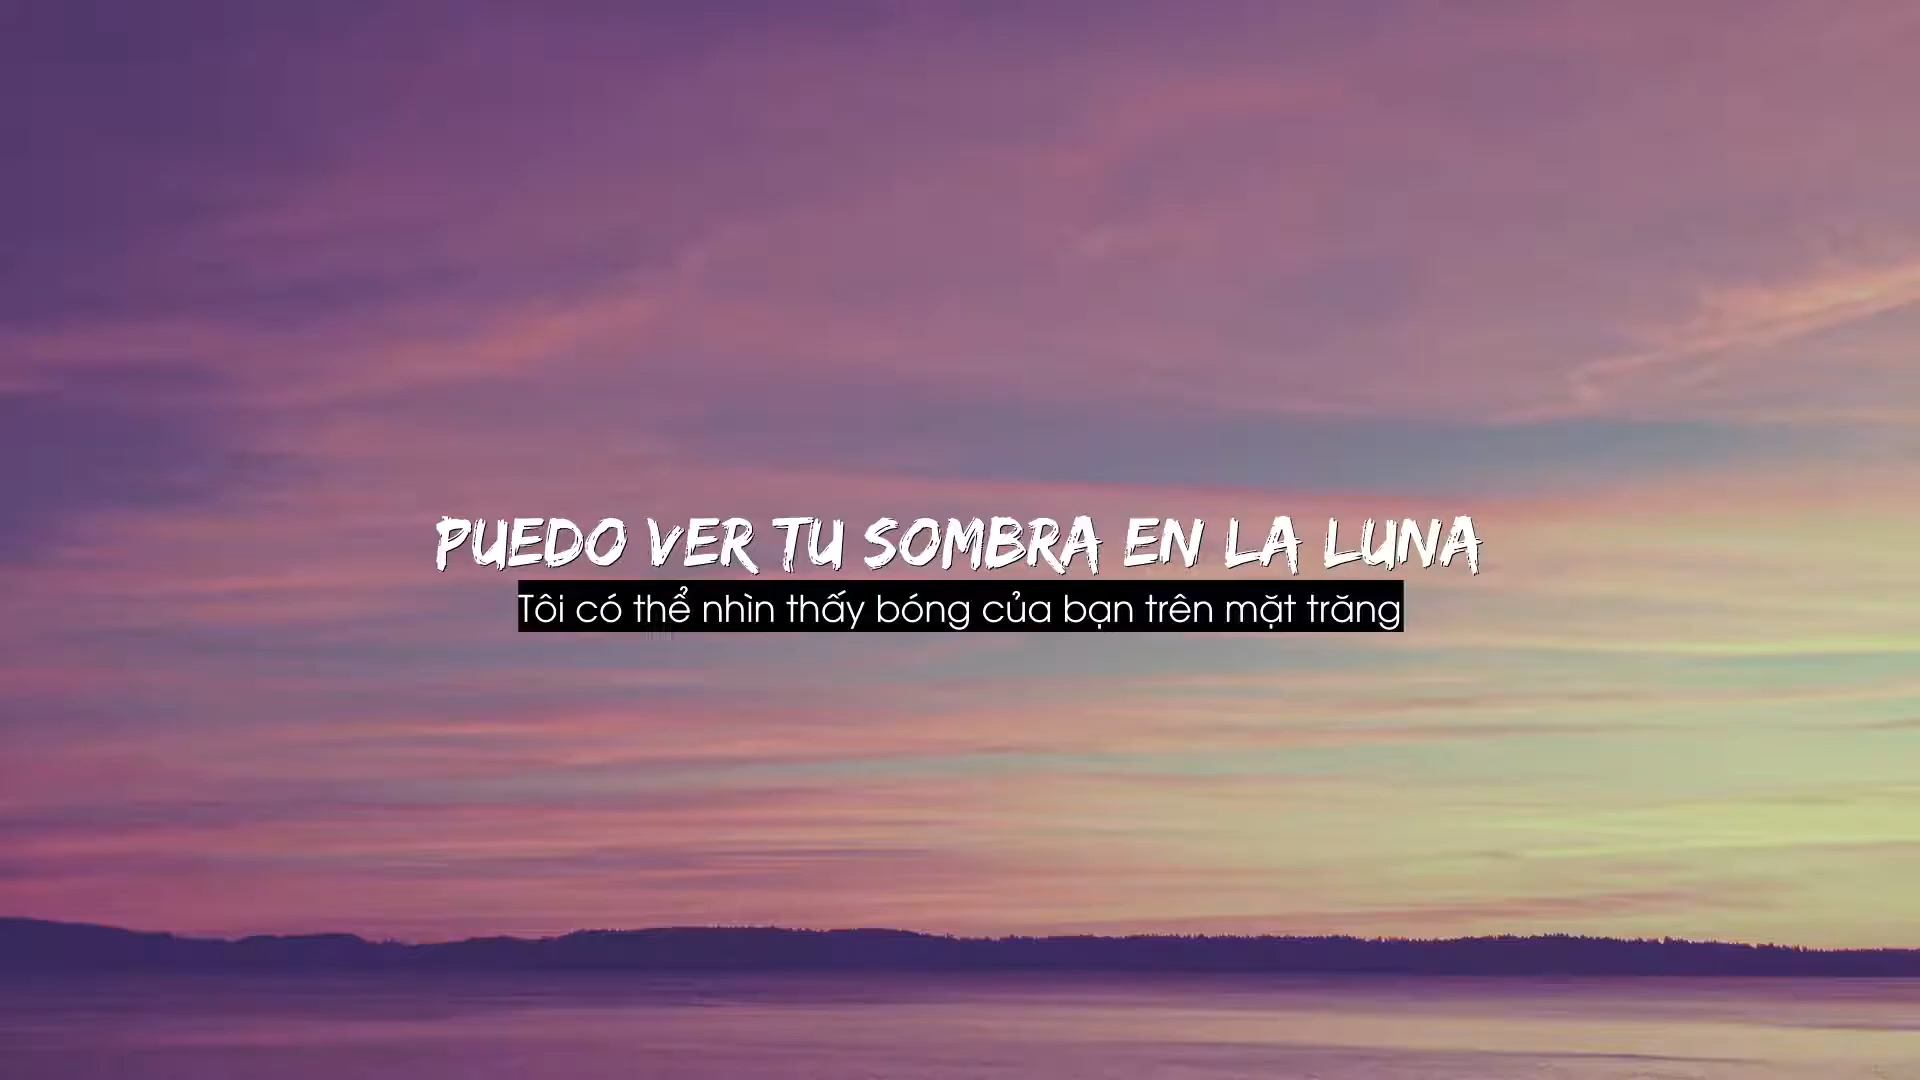 PUEDO VER TU SOMBRA EN LA LUNA
Tôi có thể nhìn thấy bóng của bạn trên mặt trăng